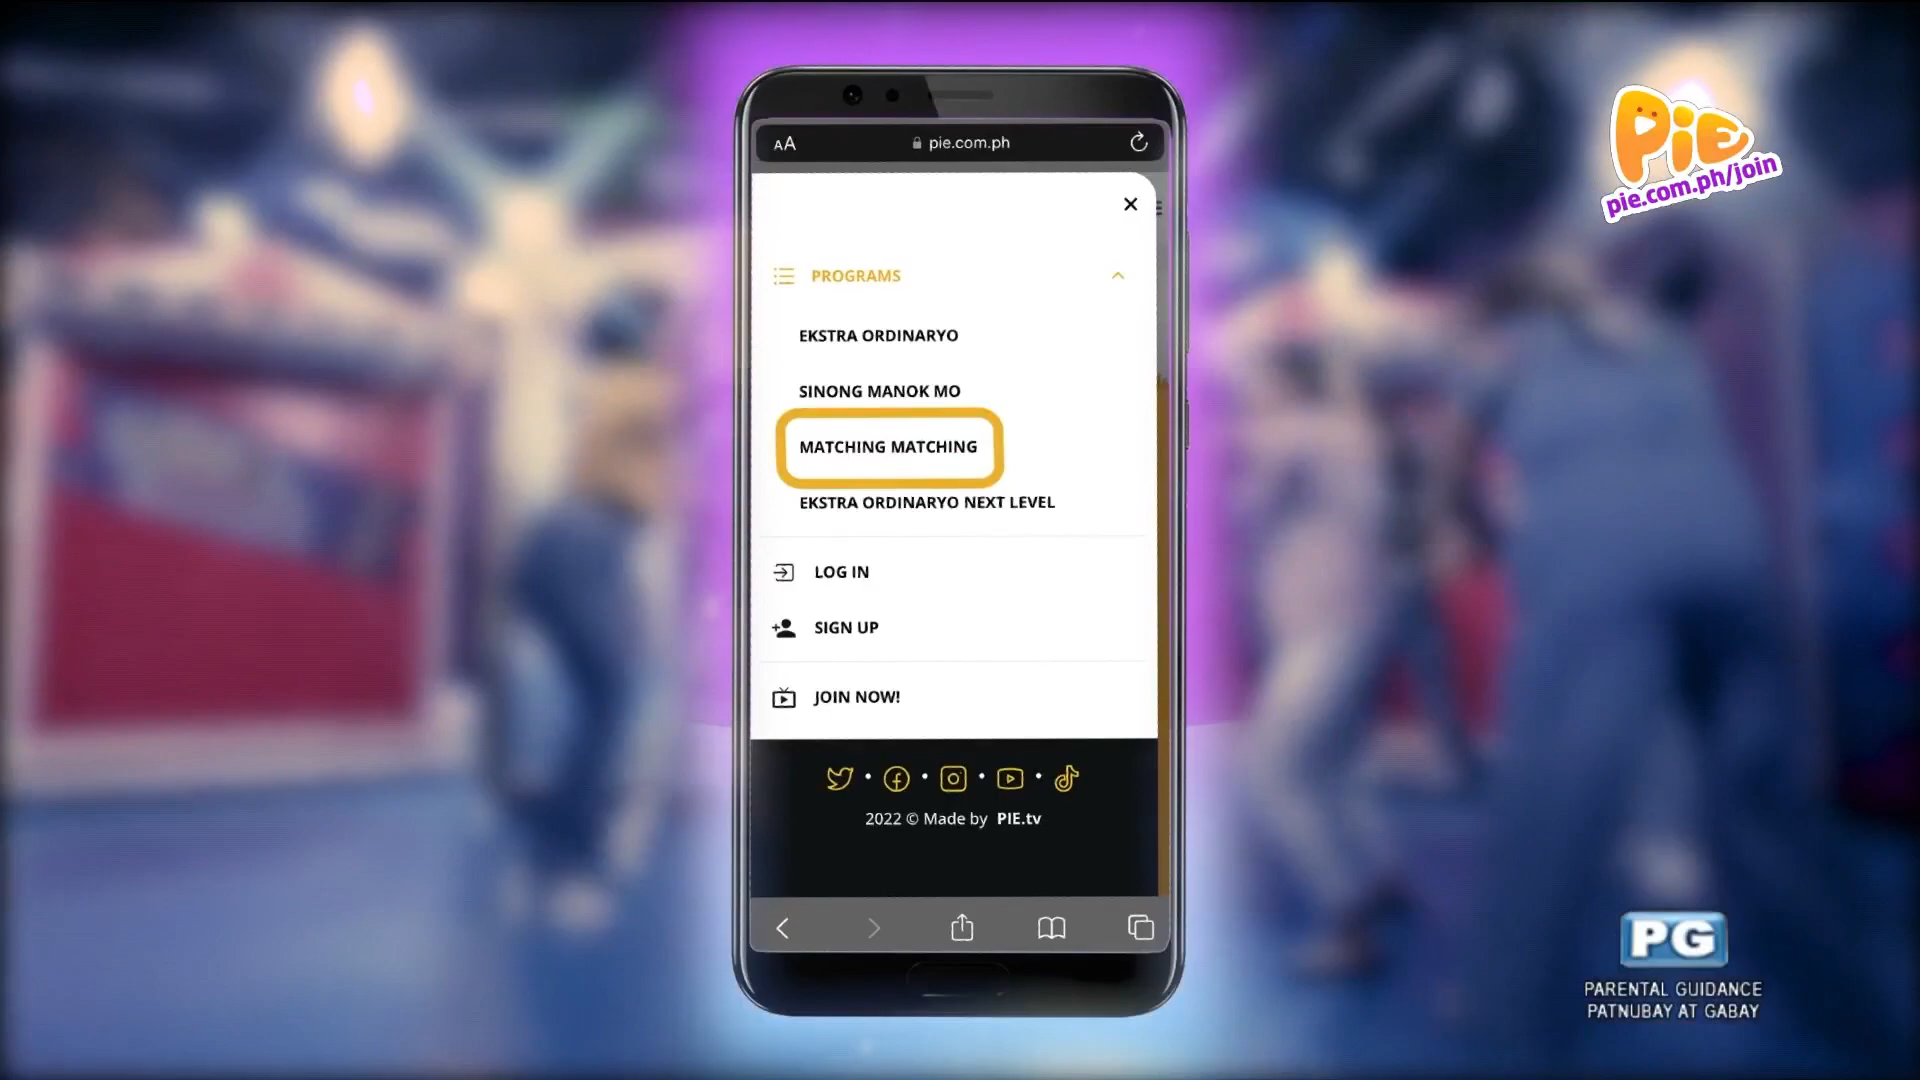 AA
pie.com.ph
PROGRAMS
EKSTRA ORDINARYO
SINONG MANOK MO
MATCHING MATCHING
EKSTRA ORDINARYO NEXT LEVEL
LOG IN
SIGN UP
JOIN NOW!
2022 © Made by PIE.tv
PiE
pie.com.ph/join
PG
PARENTAL GUIDANCE
PATNUBAY AT GABAY